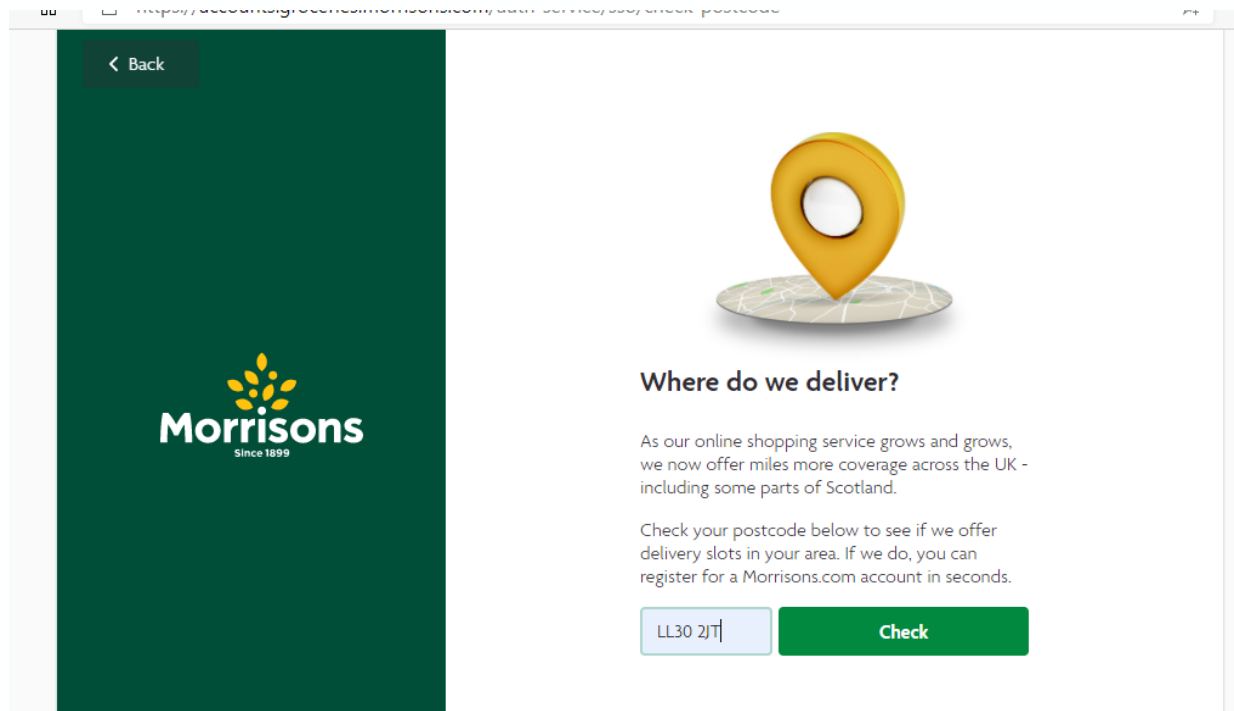 Back
Morrisons
Since 1899
Where do we deliver?
As our online shopping service grows and grows,
we now offer miles more coverage across the UK -
including some parts of Scotland.
Check your postcode below to see if we offer
delivery slots in your area. If we do, you can
register for a Morrisons.com account in seconds.
LL30 2JT
Check